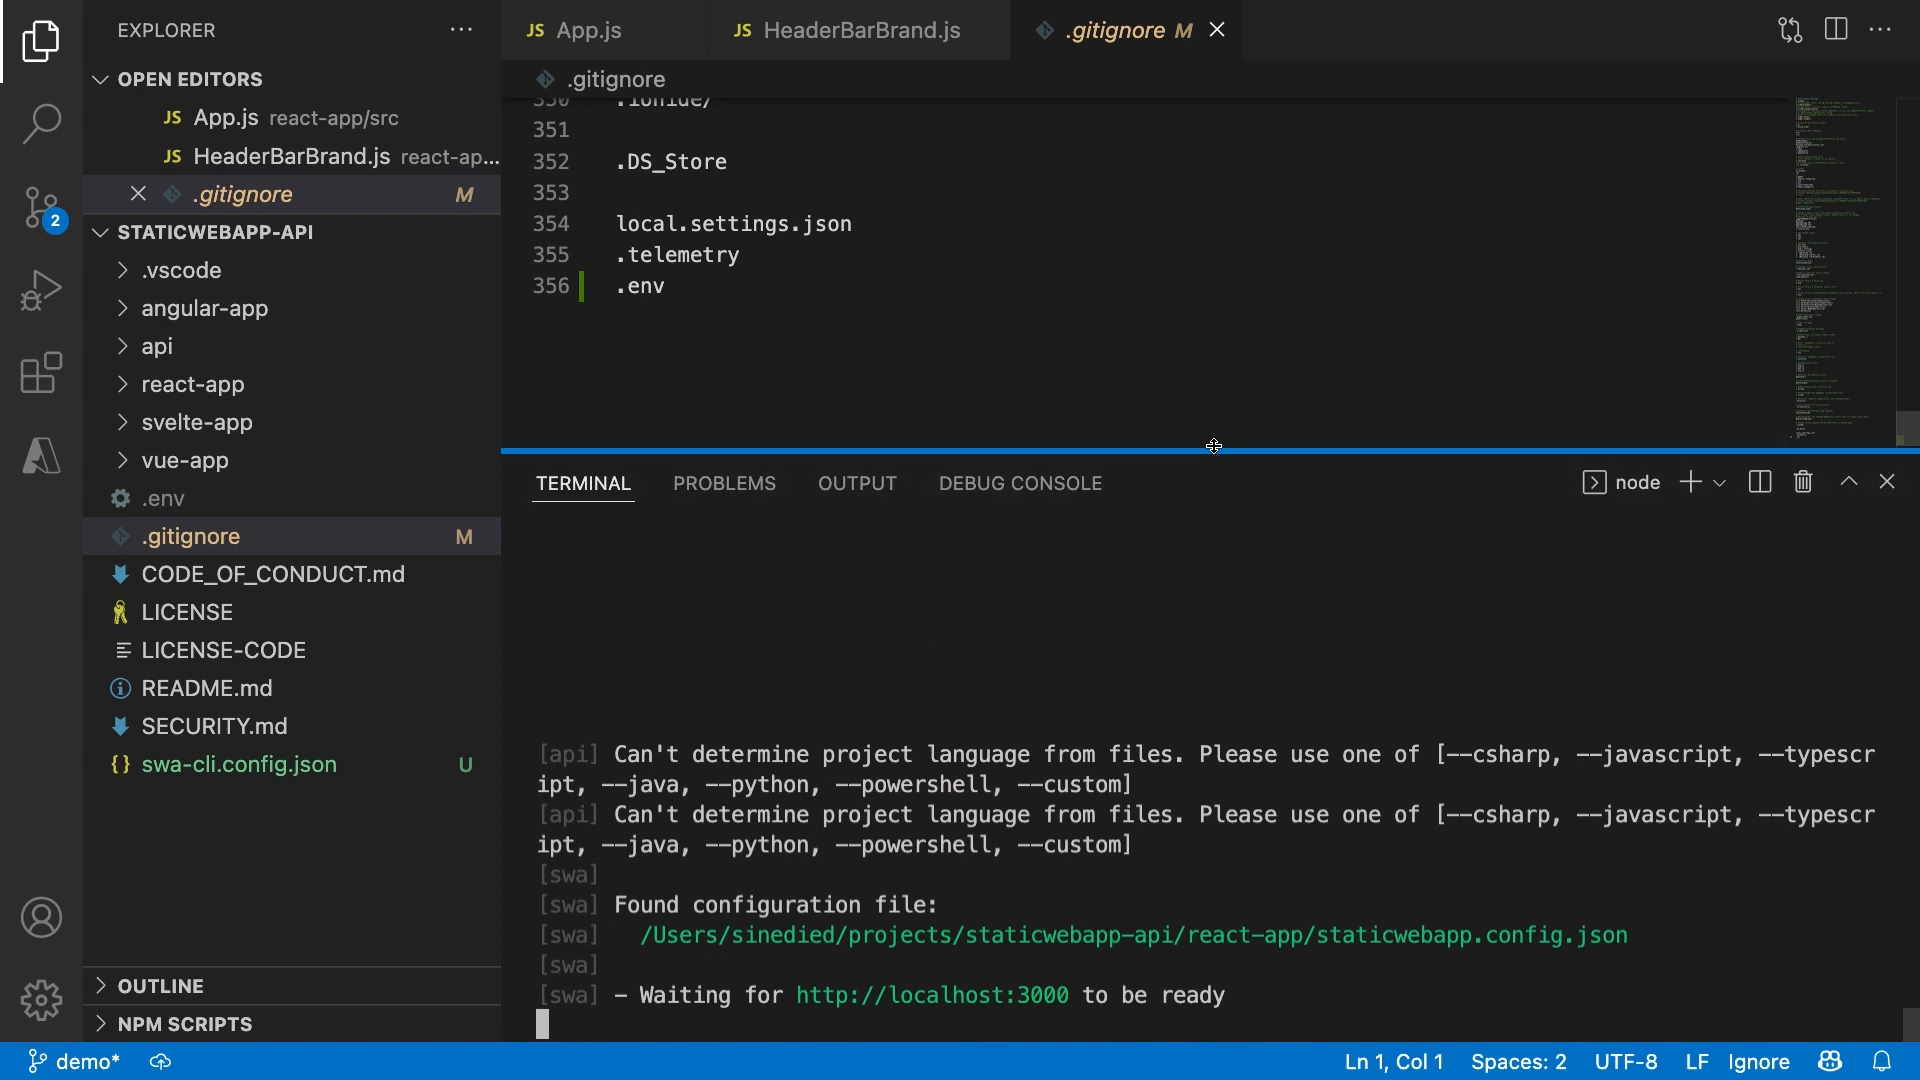 EXPLORER
OPEN EDITORS
JS App.js react-app/src
JS HeaderBarBrand.js react-ap...
.gitignore M
2
STATICWEBAPP-API
.vscode
angular-app
api
react-app
svelte-app
vue-app
.env
.gitignore M
CODE_OF_CONDUCT.md
LICENSE
LICENSE-CODE
README.md
SECURITY.md
{} swa-cli.config.json U
OUTLINE
NPM SCRIPTS
JS App.js
JS HeaderBarBrand.js
.gitignore M
.gitignore
350 .ionide/
351
352 .DS_Store
353
354 local.settings.json
355 .telemetry
356 .env
TERMINAL PROBLEMS OUTPUT DEBUG CONSOLE
node
[api] Can't determine project language from files. Please use one of [--csharp, --javascript, --typescr
ipt, --java, --python, --powershell, --custom]
[api] Can't determine project language from files. Please use one of [--csharp, --javascript, --typescr
ipt, --java, --python, --powershell, --custom]
[swa]
[swa] Found configuration file:
[swa] /Users/sinedied/projects/staticwebapp-api/react-app/staticwebapp.config.json
[swa]
[swa] - Waiting for http://localhost:3000 to be ready
demo*
Ln 1, Col 1 Spaces: 2 UTF-8 LF Ignore